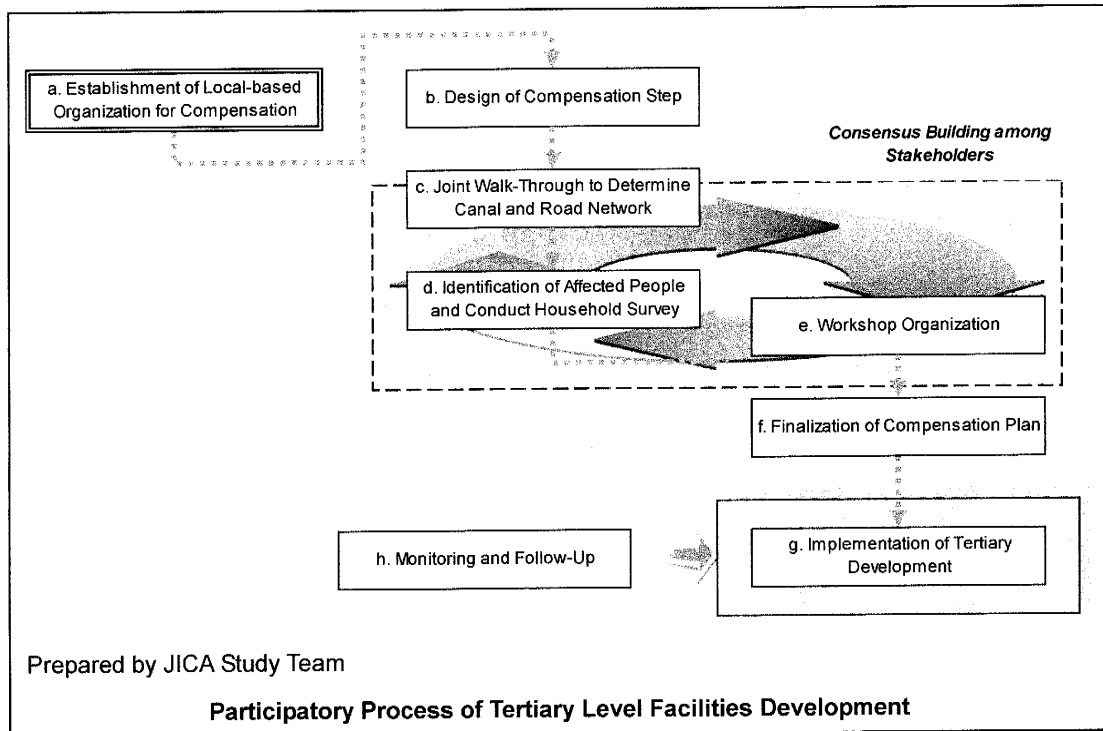 a. Establishment of Local-based
Organization for Compensation
b. Design of Compensation Step
Consensus Building among
Stakeholders
c. Joint Walk-Through to Determine
Canal and Road Network
d. Identification of Affected People
and Conduct Household Survey
e. Workshop Organization
f. Finalization of Compensation Plan
g. Implementation of Tertiary
Development
h. Monitoring and Follow-Up
Prepared by JICA Study Team
Participatory Process of Tertiary Level Facilities Development